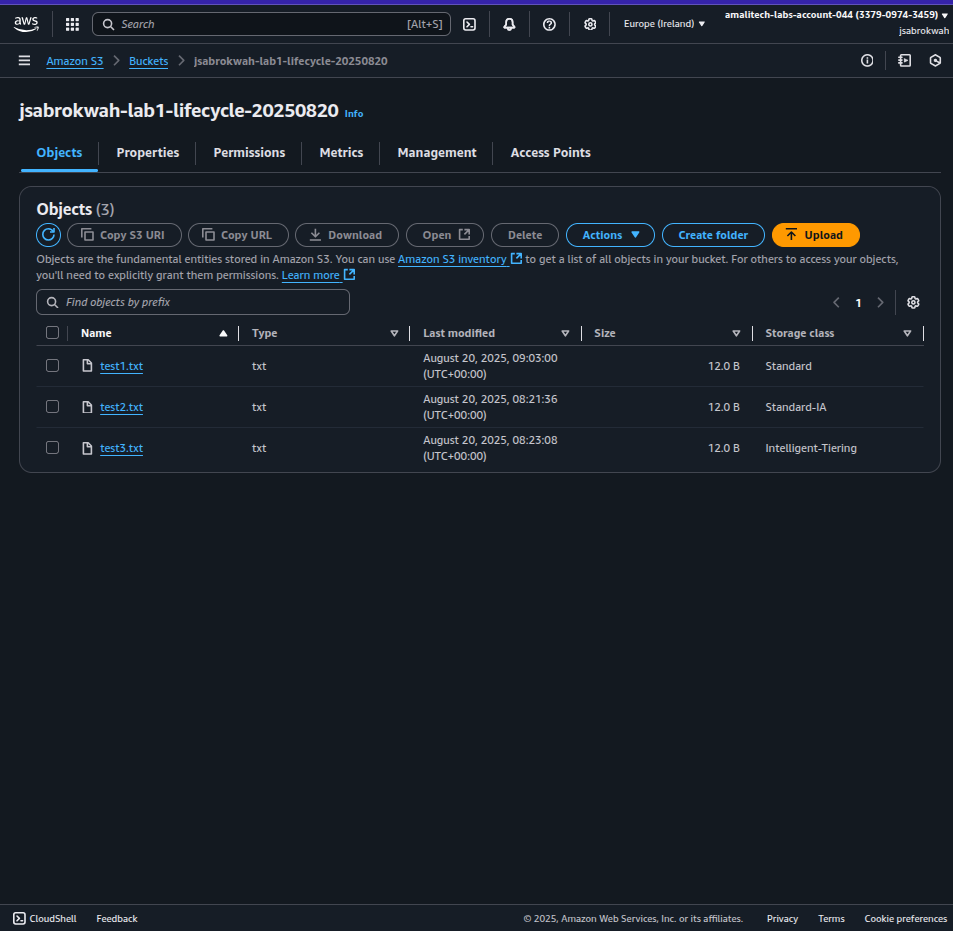 aws
Search [Alt+S]
Europe (Ireland)
amalitech-labs-account-044 (3379-0974-3459)
jsabrokwah
Amazon S3 Buckets jsabrokwah-lab1-lifecycle-20250820
jsabrokwah-lab1-lifecycle-20250820 Info
Objects Properties Permissions Metrics Management Access Points
Objects (3)
Copy S3 URI Copy URL Download Open Delete Actions Create folder Upload
Objects are the fundamental entities stored in Amazon S3. You can use Amazon S3 inventory to get a list of all objects in your bucket. For others to access your objects,
you'll need to explicitly grant them permissions. Learn more
Find objects by prefix 1
Name Type Last modified Size Storage class
test1.txt txt August 20, 2025, 09:03:00 12.0 B Standard
(UTC+00:00)
test2.txt txt August 20, 2025, 08:21:36 12.0 B Standard-IA
(UTC+00:00)
test3.txt txt August 20, 2025, 08:23:08 12.0 B Intelligent-Tiering
(UTC+00:00)
CloudShell Feedback © 2025, Amazon Web Services, Inc. or its affiliates. Privacy Terms Cookie preferences